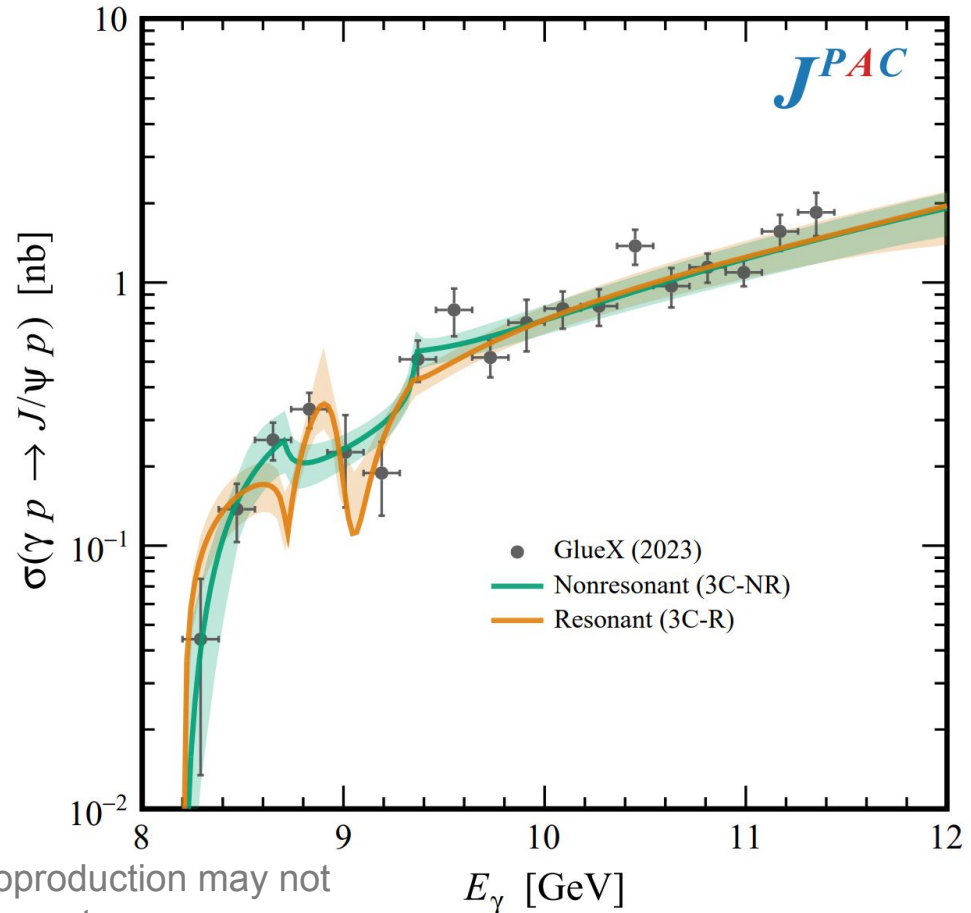 10
J^PAC
1
10⁻¹
10⁻²
σ(γ p → J/ψ p) [nb]
GlueX (2023)
Nonresonant (3C-NR)
Resonant (3C-R)
8 9 10 11 12
E_γ [GeV]
oproduction may not